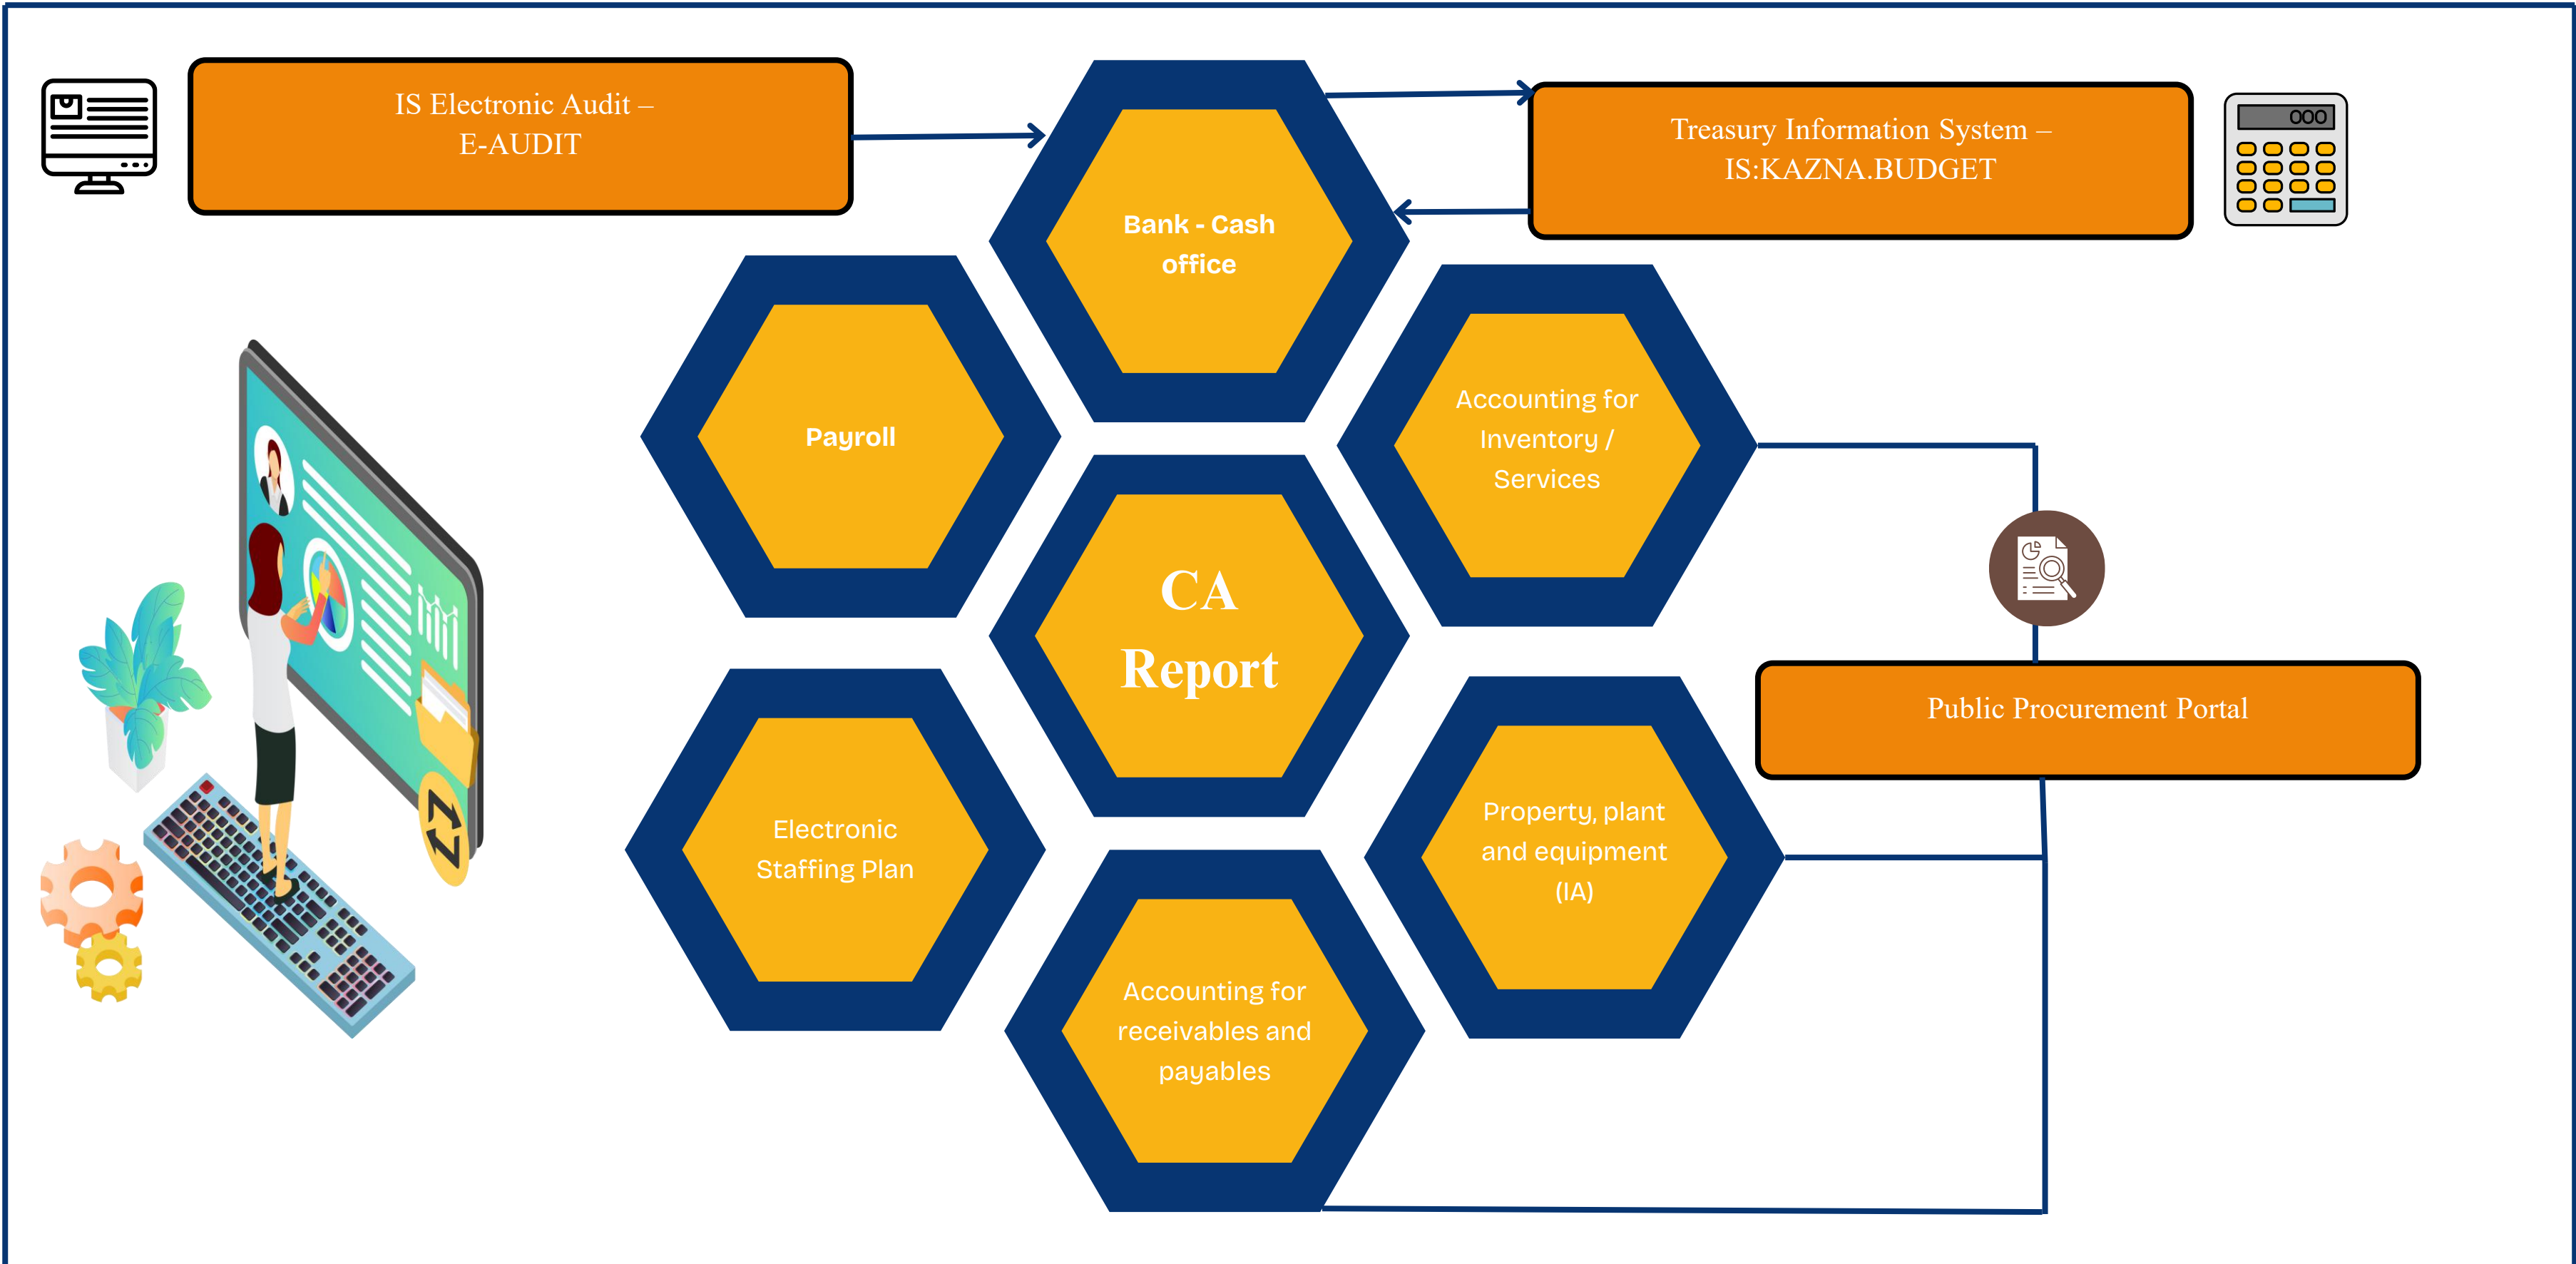 IS Electronic Audit –
E-AUDIT
Treasury Information System –
IS:KAZNA.BUDGET
000
Bank - Cash
office
Payroll
Accounting for
Inventory /
Services
CA
Report
Public Procurement Portal
Electronic
Staffing Plan
Property, plant
and equipment
(IA)
Accounting for
receivables and
payables